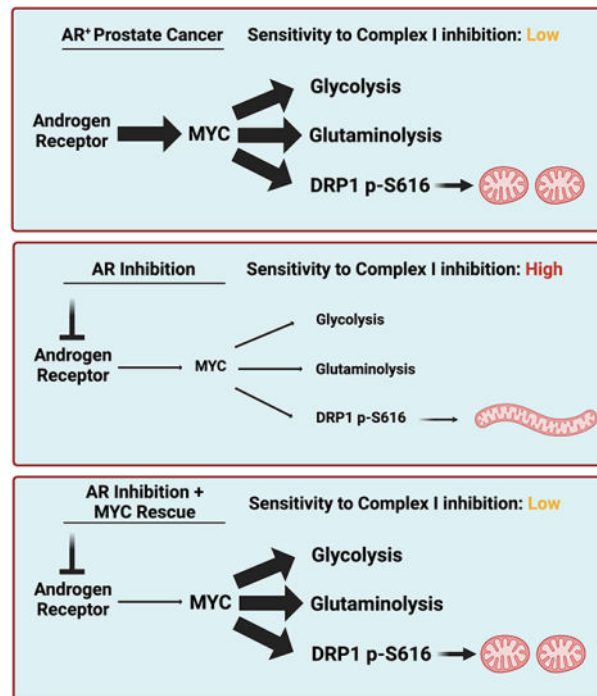 AR⁺ Prostate Cancer Sensitivity to Complex I inhibition: Low
Glycolysis
Androgen
Receptor
MYC
Glutaminolysis
DRP1 p-S616
AR Inhibition Sensitivity to Complex I inhibition: High
Glycolysis
Androgen
Receptor
MYC
Glutaminolysis
DRP1 p-S616
AR Inhibition +
MYC Rescue
Sensitivity to Complex I inhibition: Low
Glycolysis
Androgen
Receptor
MYC
Glutaminolysis
DRP1 p-S616